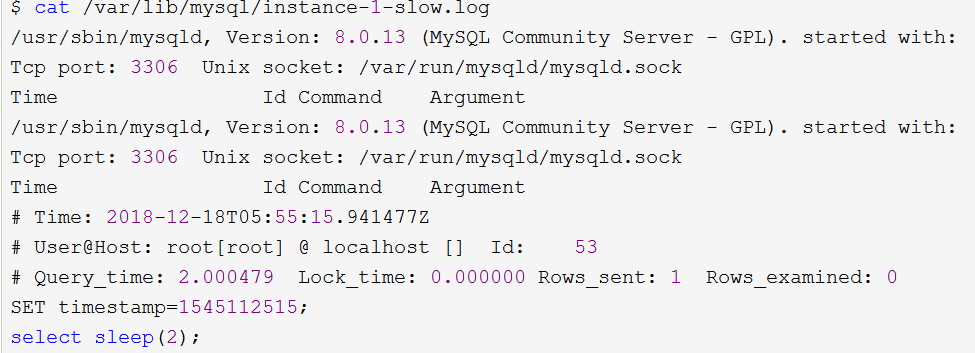 $ cat /var/lib/mysql/instance-1-slow.log
/usr/sbin/mysqld, Version: 8.0.13 (MySQL Community Server - GPL). started with:
Tcp port: 3306  Unix socket: /var/run/mysqld/mysqld.sock
Time                 Id Command    Argument
/usr/sbin/mysqld, Version: 8.0.13 (MySQL Community Server - GPL). started with:
Tcp port: 3306  Unix socket: /var/run/mysqld/mysqld.sock
Time                 Id Command    Argument
# Time: 2018-12-18T05:55:15.941477Z
# User@Host: root[root] @ localhost []  Id:    53
# Query_time: 2.000479  Lock_time: 0.000000 Rows_sent: 1  Rows_examined: 0
SET timestamp=1545112515;
select sleep(2);